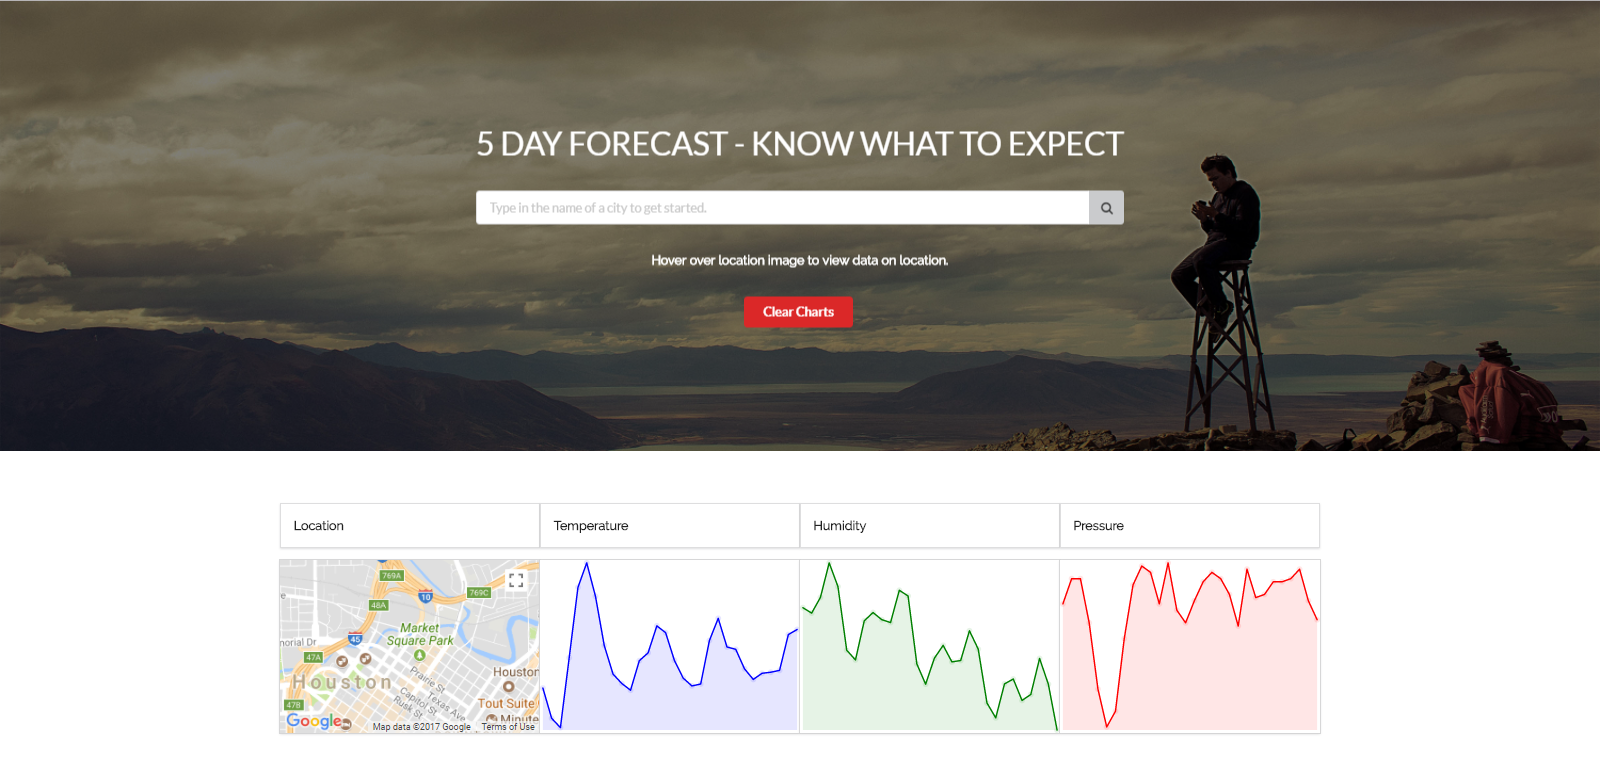 5 DAY FORECAST - KNOW WHAT TO EXPECT
Type in the name of a city to get started.
Hover over location image to view data on location.
Clear Charts
Location
Temperature
Humidity
Pressure
769A
10
769C
48A
Market
Square Park
45
morial Dr
47A
Houston
Houston
Prairie St
Texas Ave
Capitol St
Rusk St
Tout Suite
47B
Minute
Google
Map data ©2017 Google
Terms of Use